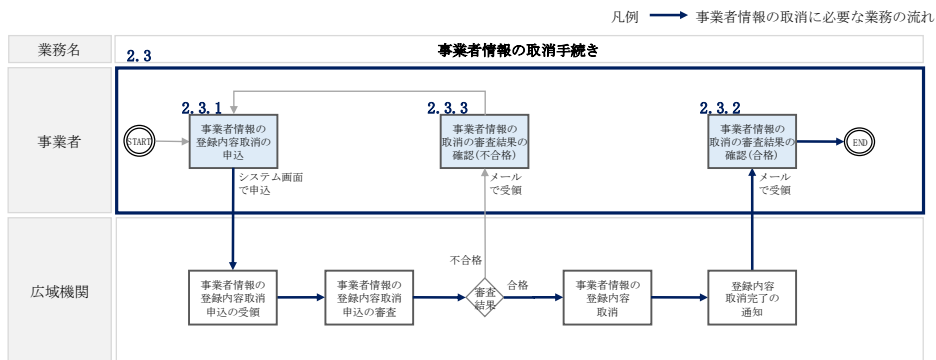 凡例 事業者情報の取消に必要な業務の流れ
業務名
2.3
事業者情報の取消手続き
事業者
START
2.3.1
事業者情報の
登録内容取消の
申込
2.3.3
事業者情報の
取消の審査結果の
確認(不合格)
2.3.2
事業者情報の
取消の審査結果の
確認(合格)
END
システム画面
で申込
メール
で受領
メール
で受領
広域機関
事業者情報の
登録内容取消
申込の受領
事業者情報の
登録内容取消
申込の審査
不合格
審査
結果
合格
事業者情報の
登録内容
取消
登録内容
取消完了の
通知